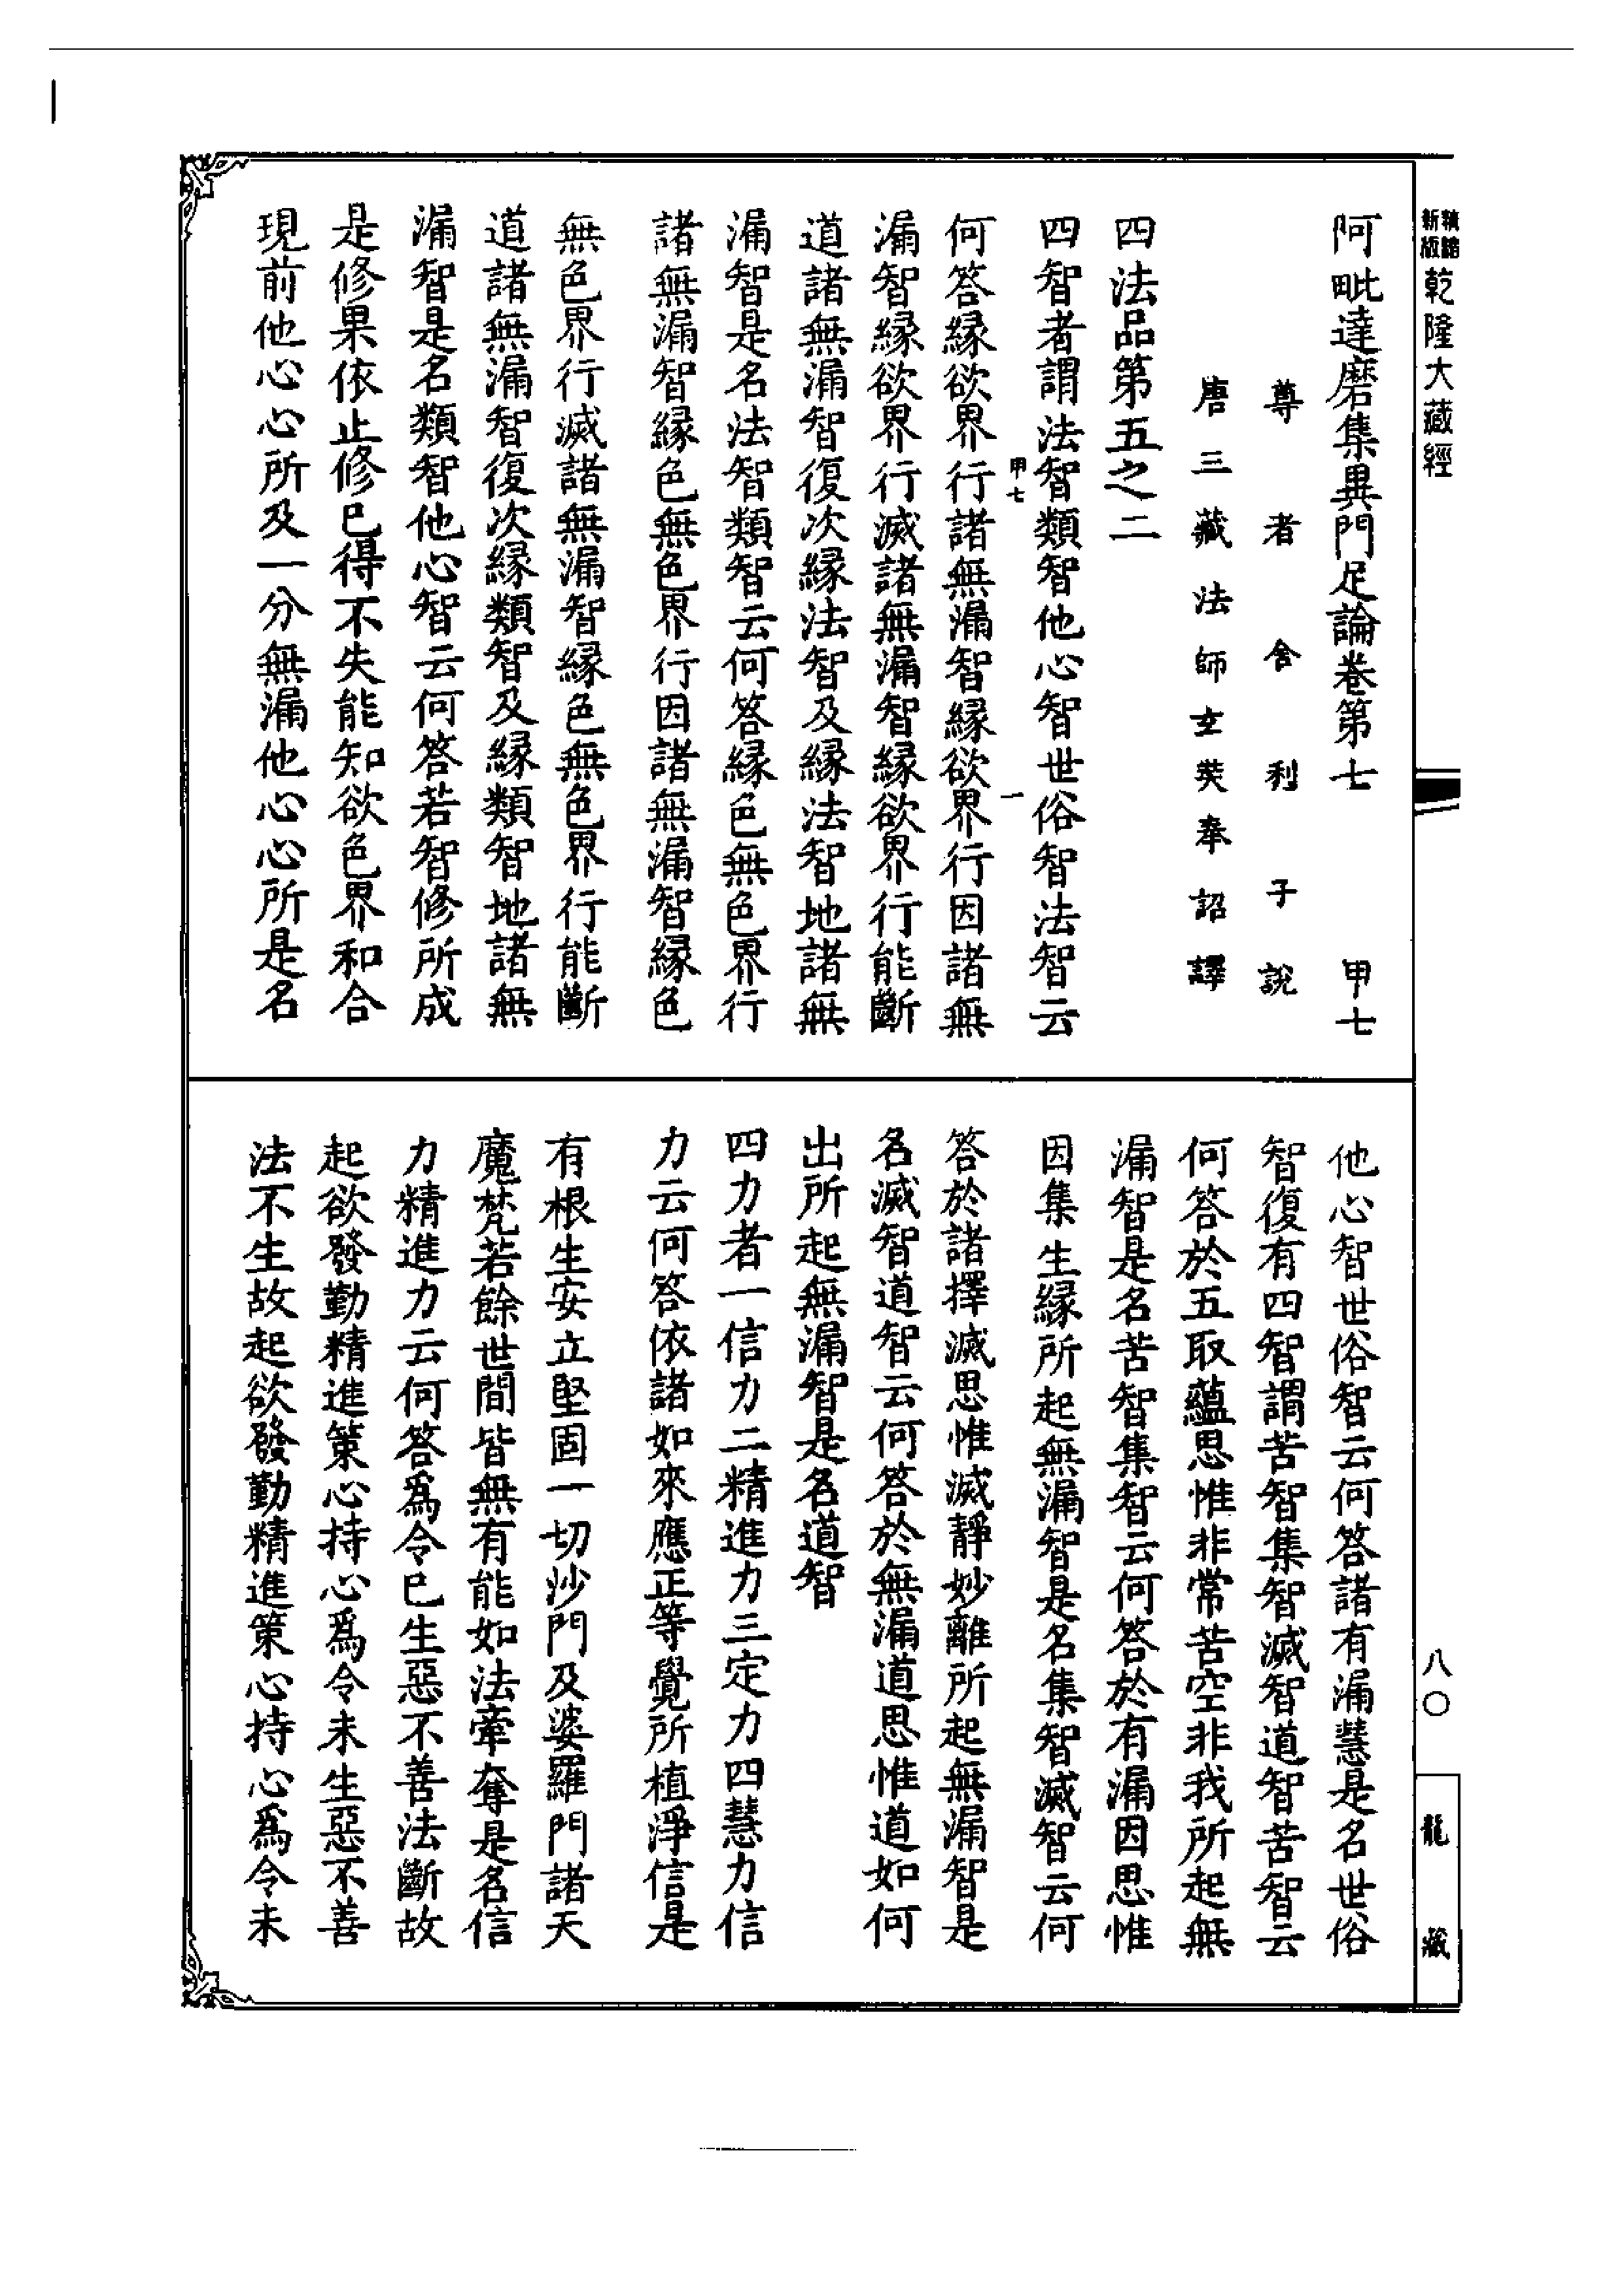 新版
乾隆大藏經
阿毗達磨集異門足論卷第七 甲七
尊者舍利子說
唐三藏法師玄奘奉詔譯
四法品第五之二
四智者謂法智類智他心智世俗智法智云
甲七 一
何答緣欲界行諸無漏智緣欲界行因諸無
漏智緣欲界行滅諸無漏智緣欲界行能斷
道諸無漏智復次緣法智及緣法智地諸無
漏智是名法智類智云何答緣色無色界行
諸無漏智緣色無色界行因諸無漏智緣色
無色界行滅諸無漏智緣色無色界行能斷
道諸無漏智復次緣類智及緣類智地諸無
漏智是名類智他心智云何答若智修所成
是修果依止修已得不失能知欲色界和合
現前他心心所及一分無漏他心心所是名
他心智世俗智云何答諸有漏慧是名世俗
智復有四智謂苦智集智滅智道智苦智云
何答於五取蘊思惟非常苦空非我所起無
漏智是名苦智集智云何答於有漏因思惟
因集生緣所起無漏智是名集智滅智云何
答於諸擇滅思惟滅靜妙離所起無漏智是
名滅智道智云何答於無漏道思惟道如何
出所起無漏智是名道智
四力者一信力二精進力三定力四慧力信
力云何答依諸如來應正等覺所植淨信是
有根生安立堅固一切沙門及婆羅門諸天
魔梵若餘世間皆無有能如法牽奪是名信
力精進力云何答爲令已生惡不善法斷故
起欲發勤精進策心持心爲令未生惡不善
法不生故起欲發勤精進策心持心爲令未
八〇
龍藏